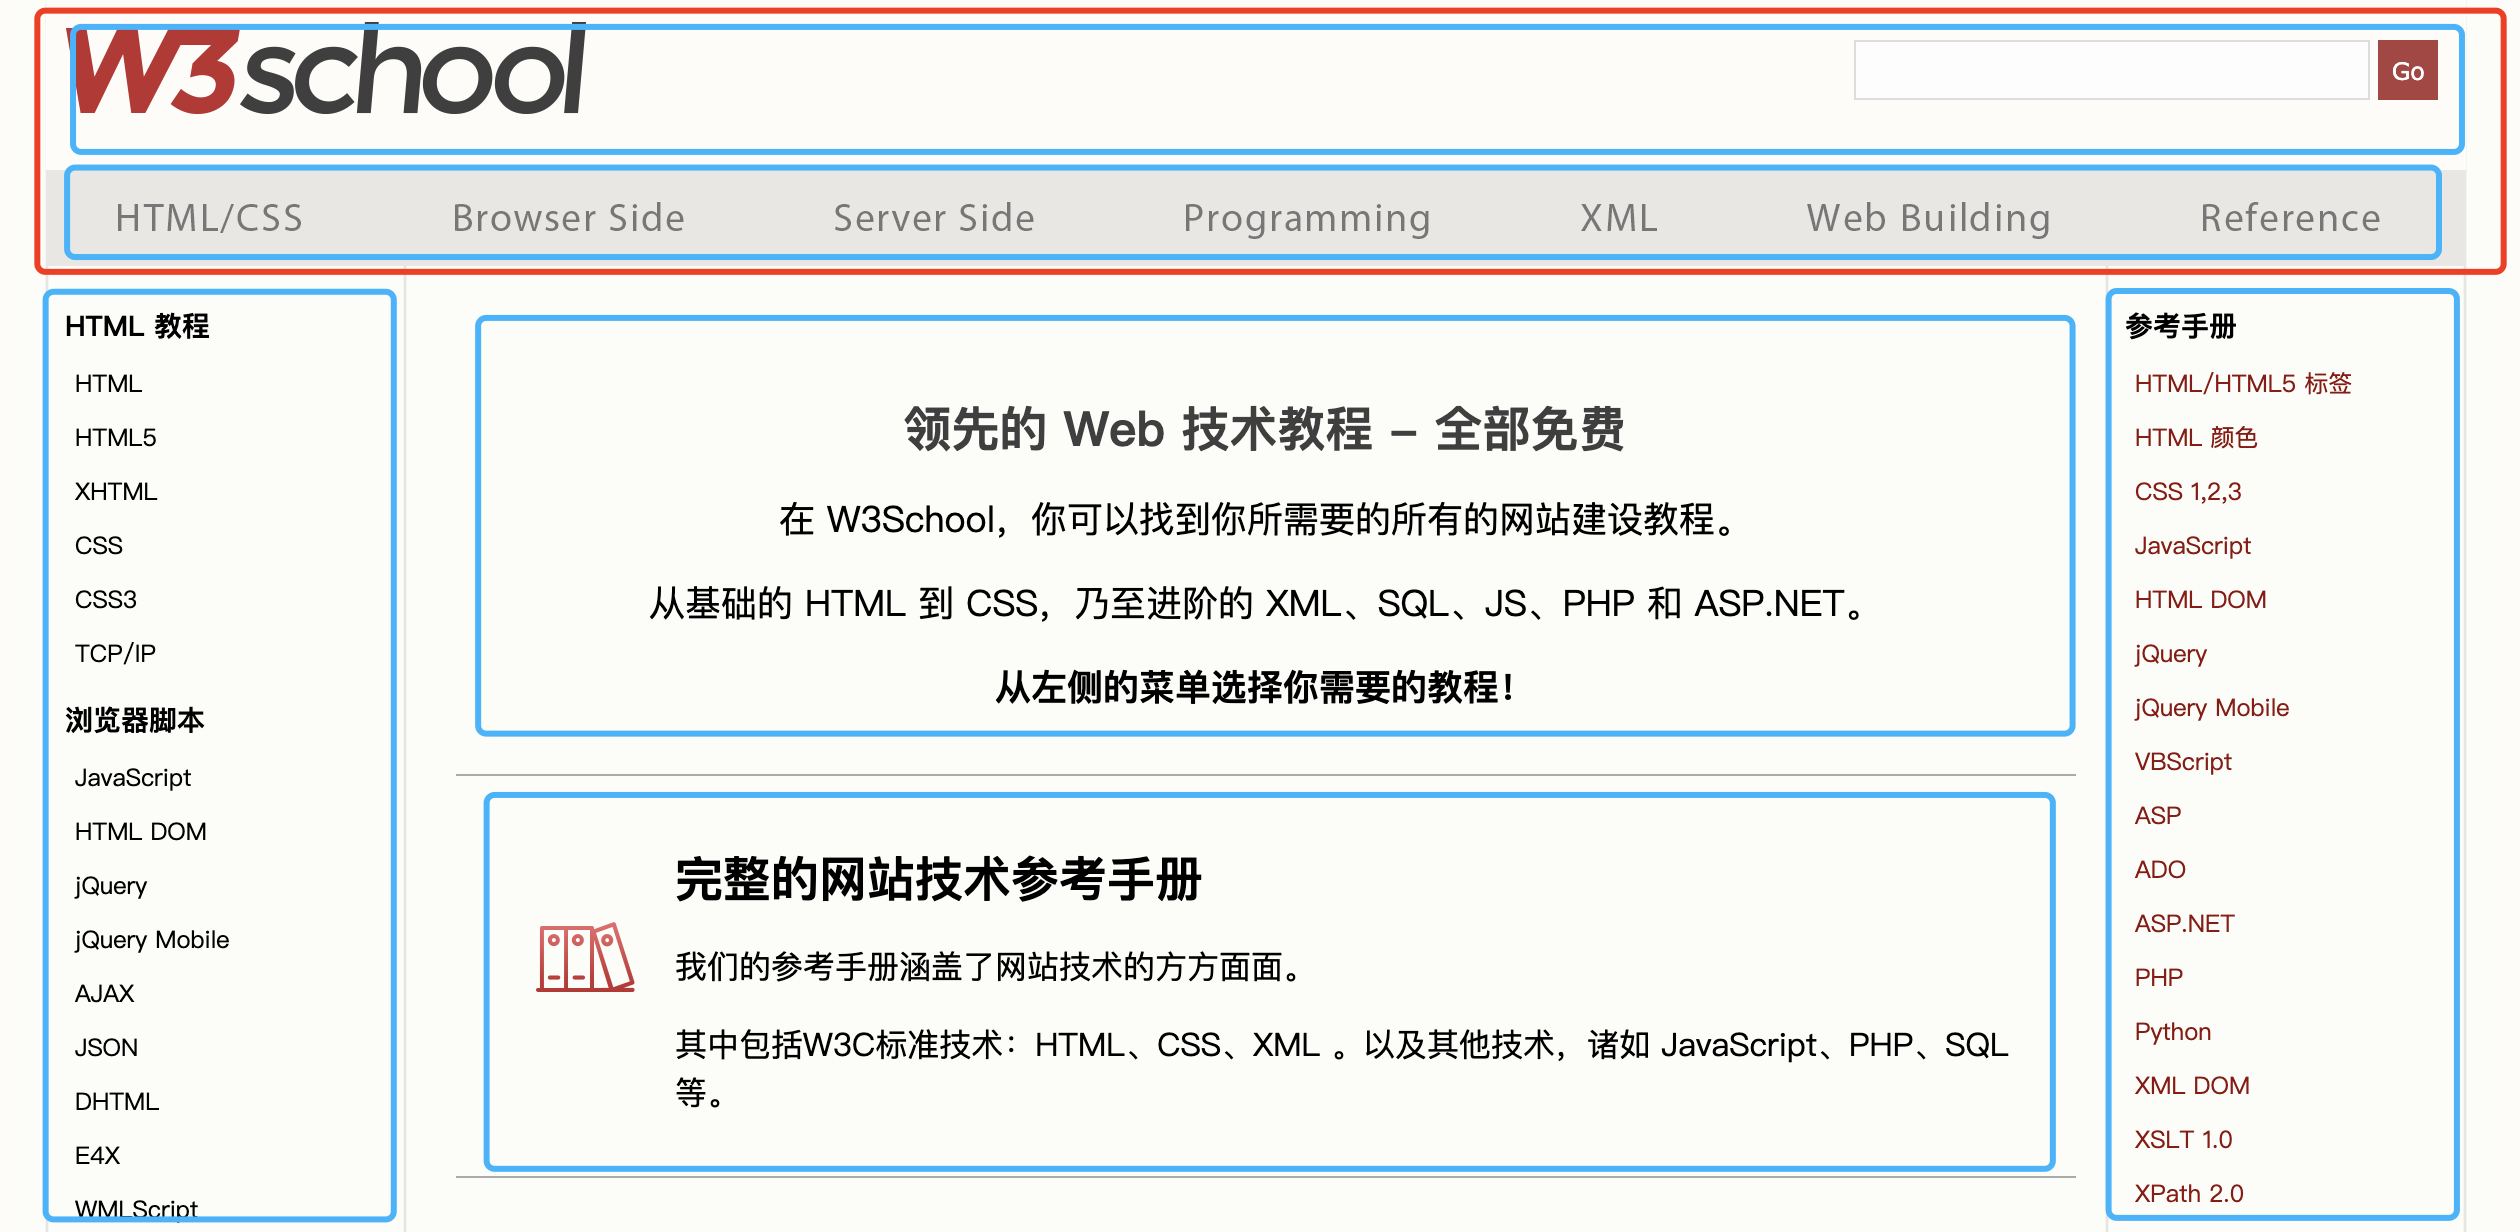 W3school
Go
HTML/CSS Browser Side Server Side Programming XML Web Building Reference
HTML 教程
HTML
HTML5
XHTML
CSS
CSS3
TCP/IP
浏览器脚本
JavaScript
HTML DOM
jQuery
jQuery Mobile
AJAX
JSON
DHTML
E4X
WMLScript
领先的 Web 技术教程 – 全部免费
在 W3School，你可以找到你所需要的所有的网站建设教程。
从基础的 HTML 到 CSS，乃至进阶的 XML、SQL、JS、PHP 和 ASP.NET。
从左侧的菜单选择你需要的教程！
完整的网站技术参考手册
我们的参考手册涵盖了网站技术的方方面面。
其中包括W3C标准技术：HTML、CSS、XML 。以及其他技术，诸如 JavaScript、PHP、SQL
等。
参考手册
HTML/HTML5 标签
HTML 颜色
CSS 1,2,3
JavaScript
HTML DOM
jQuery
jQuery Mobile
VBScript
ASP
ADO
ASP.NET
PHP
Python
XML DOM
XSLT 1.0
XPath 2.0